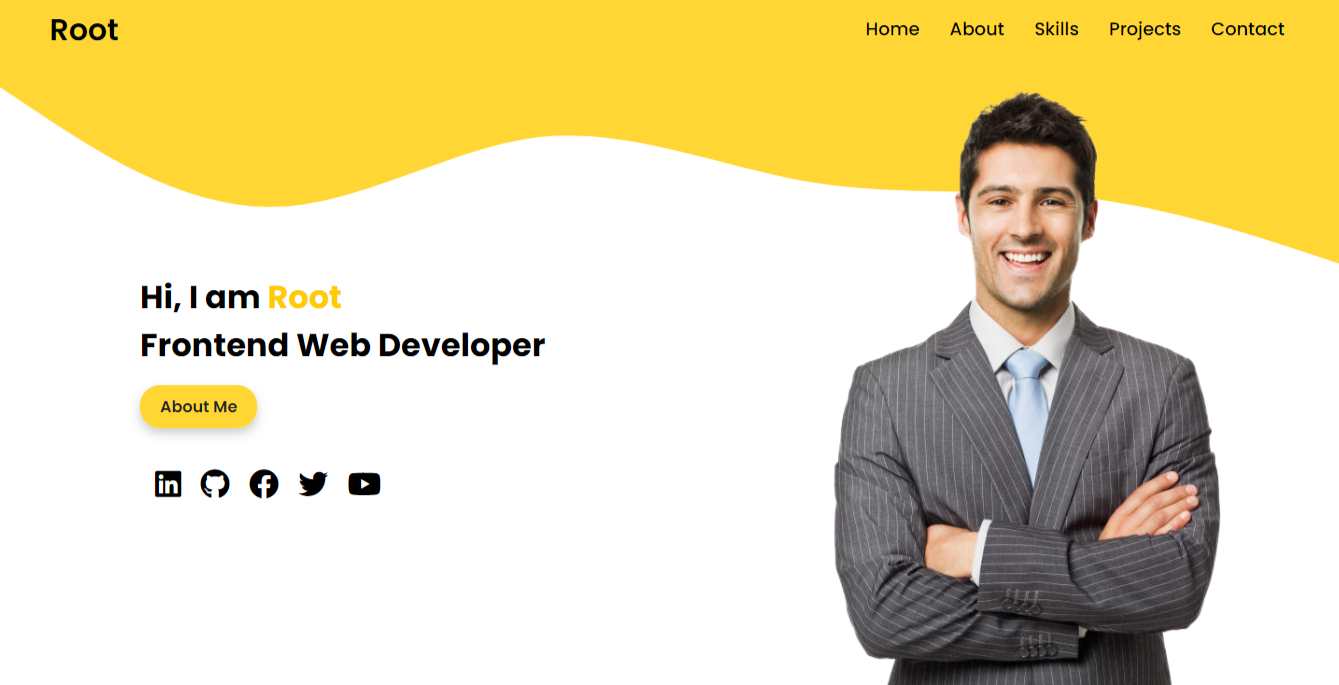 Root
Home About Skills Projects Contact
Hi, I am Root
Frontend Web Developer
About Me